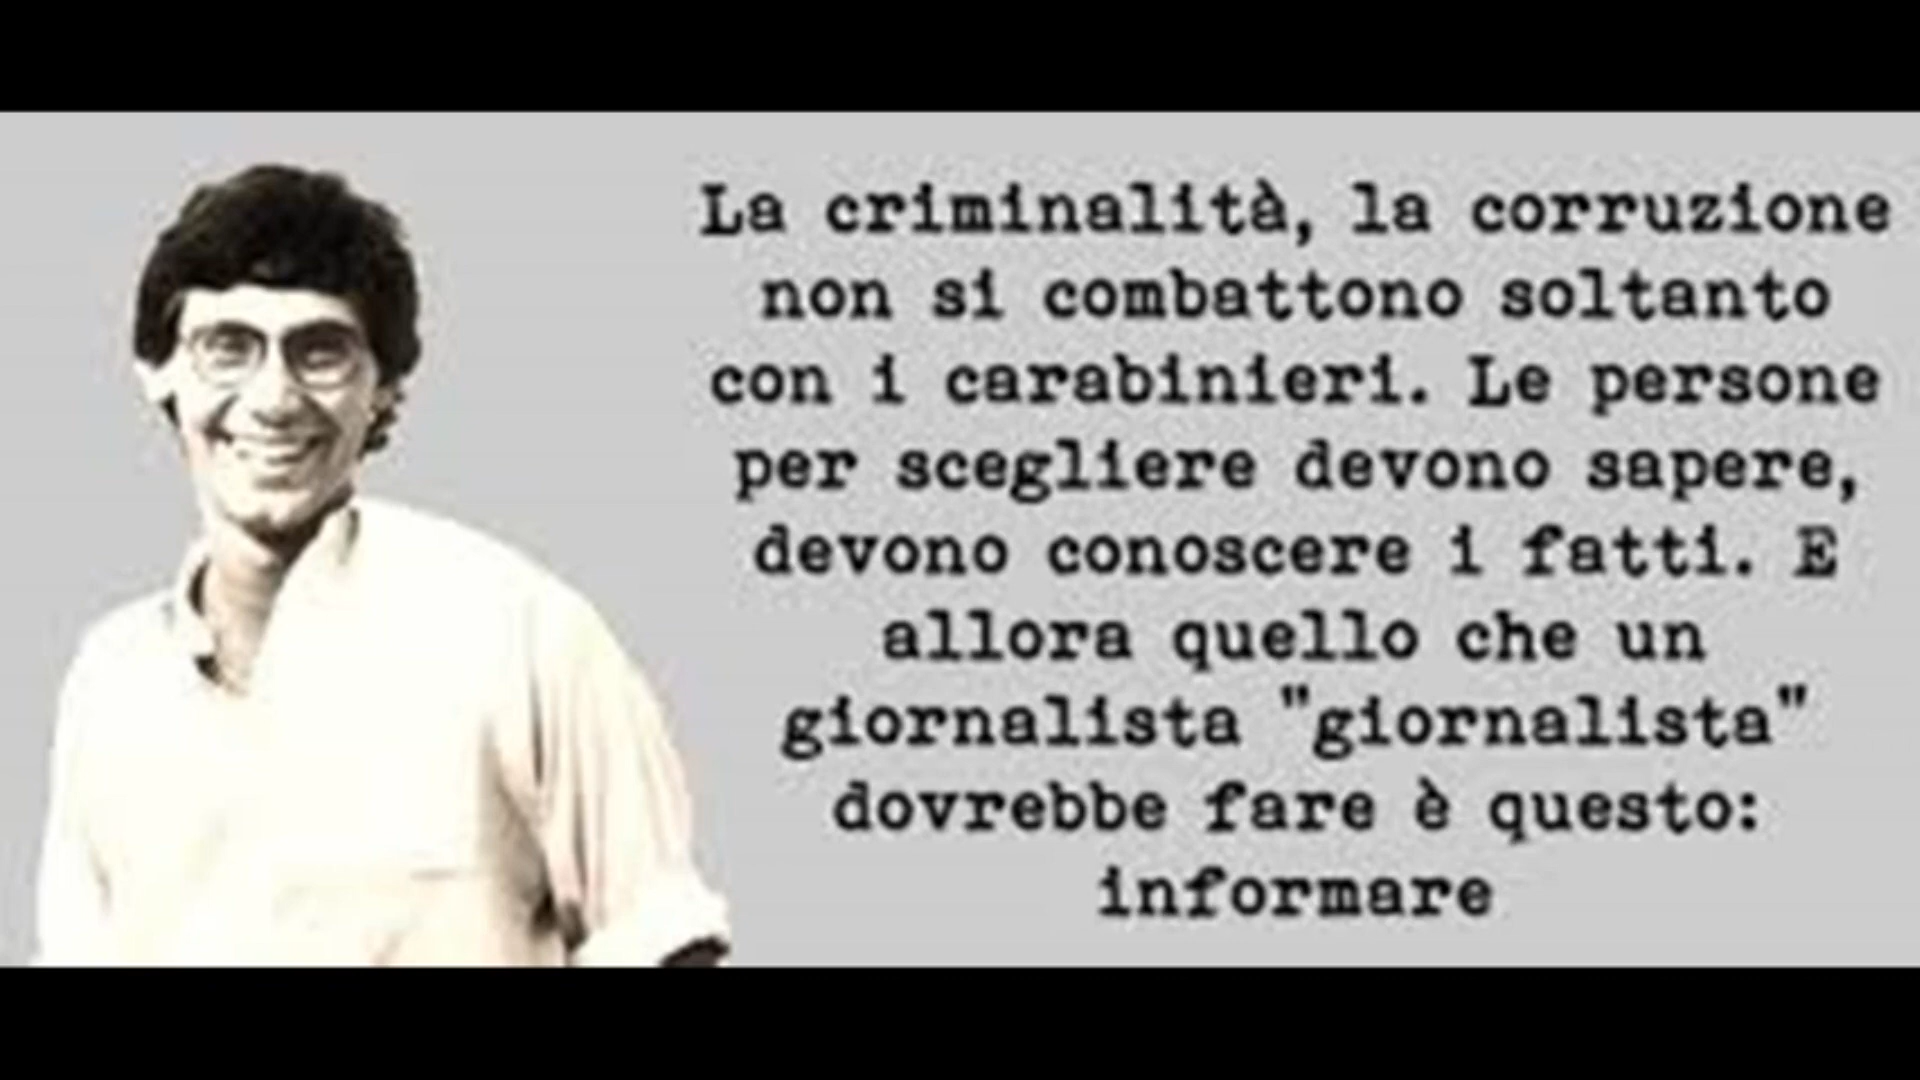 La criminalità, la corruzione
non si combattono soltanto
con i carabinieri. Le persone
per scegliere devono sapere,
devono conoscere i fatti. E
allora quello che un
giornalista "giornalista"
dovrebbe fare è questo:
informare